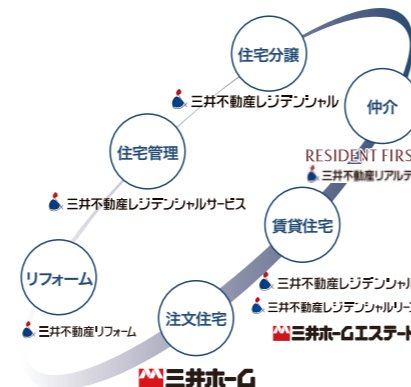 住宅分譲
三井不動産レジデンシャル
仲介
住宅管理
RESIDENT FIRS
三井不動産リアルテ
三井不動産レジデンシャルサービス
賃貸住宅
リフォーム
三井不動産レジデンシャル
三井不動産レジデンシャルリー
注文住宅
三井不動産リフォーム
三井ホームエステート
三井ホーム